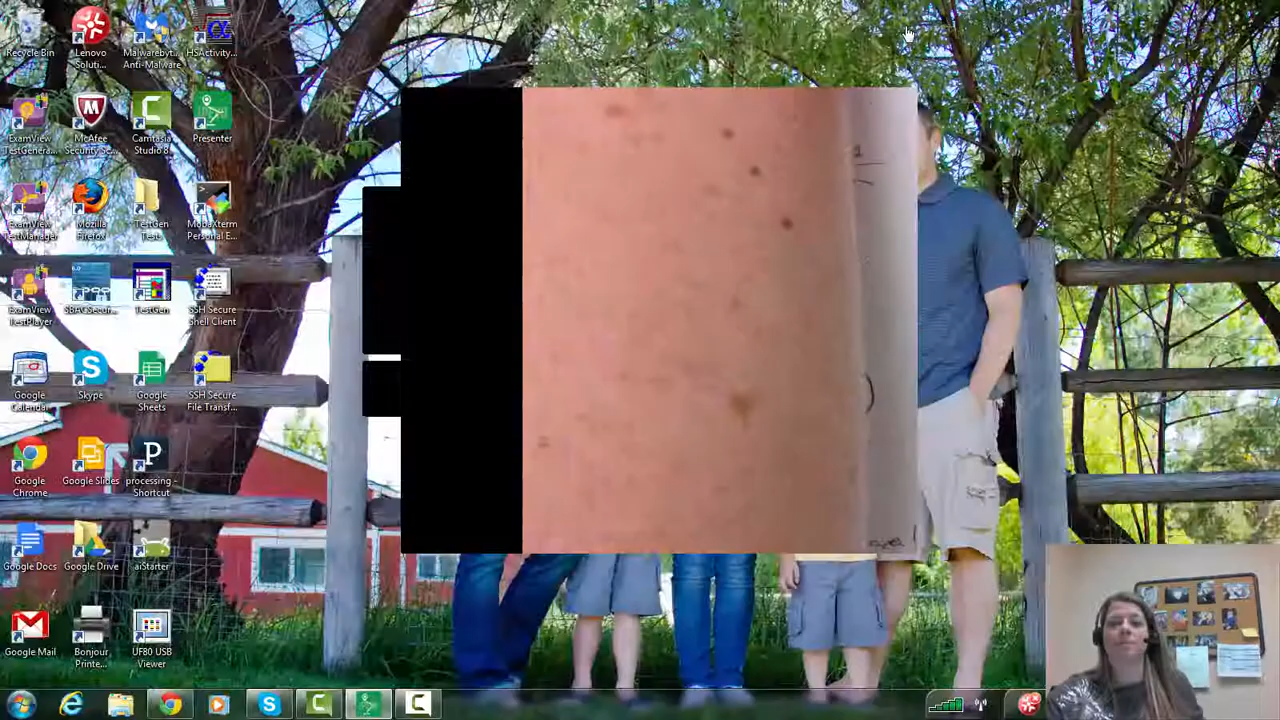 Recycle Bin
Lenovo Soluti...
Malwarebyt... Anti-Malware
HSActivity...
ExamView TestGenera...
McAfee Security Sc...
Camtasia Studio 8
Presenter
ExamView TestManager
Mozilla Firefox
TestGen Tests
MobaXterm Personal E...
ExamView TestPlayer
SBACSecur...
TestGen
SSH Secure Shell Client
Google Calendar
Skype
Google Sheets
SSH Secure File Transf...
Google Chrome
Google Slides
processing - Shortcut
Google Docs
Google Drive
aiStarter
Google Mail
Bonjour Printe...
UF80 USB Viewer